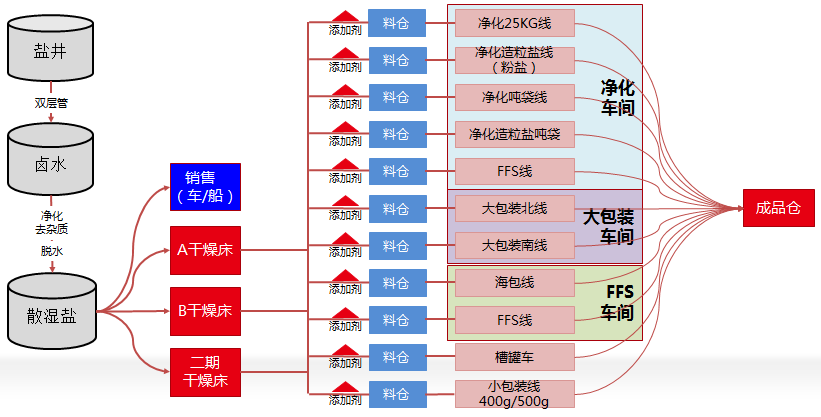 盐井
双层管
卤水
净化
去杂质
·
脱水
散湿盐
销售
（车/船）
A干燥床
B干燥床
二期
干燥床
添加剂
料仓
净化25KG线
添加剂
料仓
净化造粒盐线
（粉盐）
添加剂
料仓
净化吨袋线
添加剂
料仓
净化造粒盐吨袋
添加剂
料仓
FFS线
净化
车间
添加剂
料仓
大包装北线
添加剂
料仓
大包装南线
大包装
车间
添加剂
料仓
海包线
添加剂
料仓
FFS线
FFS
车间
添加剂
料仓
槽罐车
添加剂
料仓
小包装线
400g/500g
成品仓